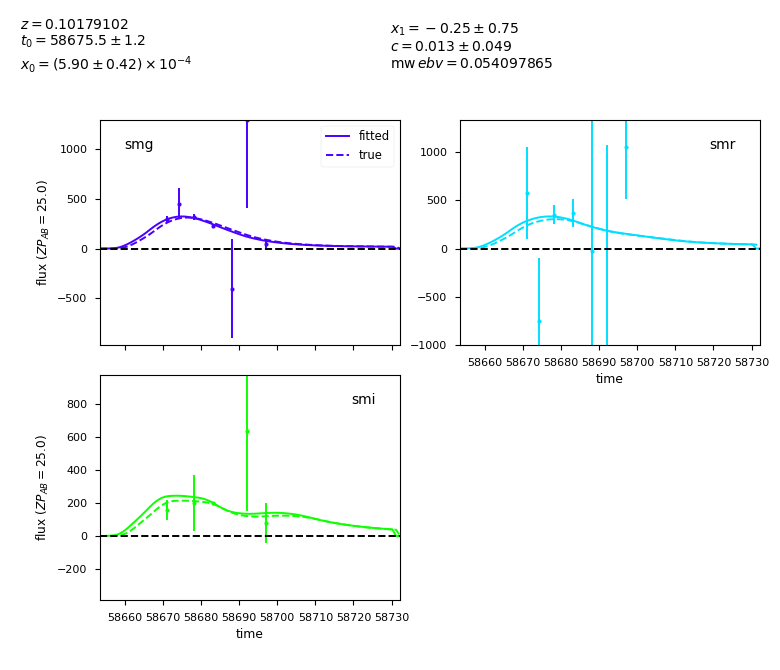 z = 0.10179102
t₀ = 58675.5 ± 1.2
x₀ = (5.90 ± 0.42) × 10⁻⁴
x₁ = −0.25 ± 0.75
c = 0.013 ± 0.049
mw ebv = 0.054097865
smg
fitted
true
1000
500
0
−500
flux (ZP_AB = 25.0)
smr
1000
500
0
−500
−1000
58660 58670 58680 58690 58700 58710 58720 58730
time
smi
800
600
400
200
0
−200
flux (ZP_AB = 25.0)
58660 58670 58680 58690 58700 58710 58720 58730
time